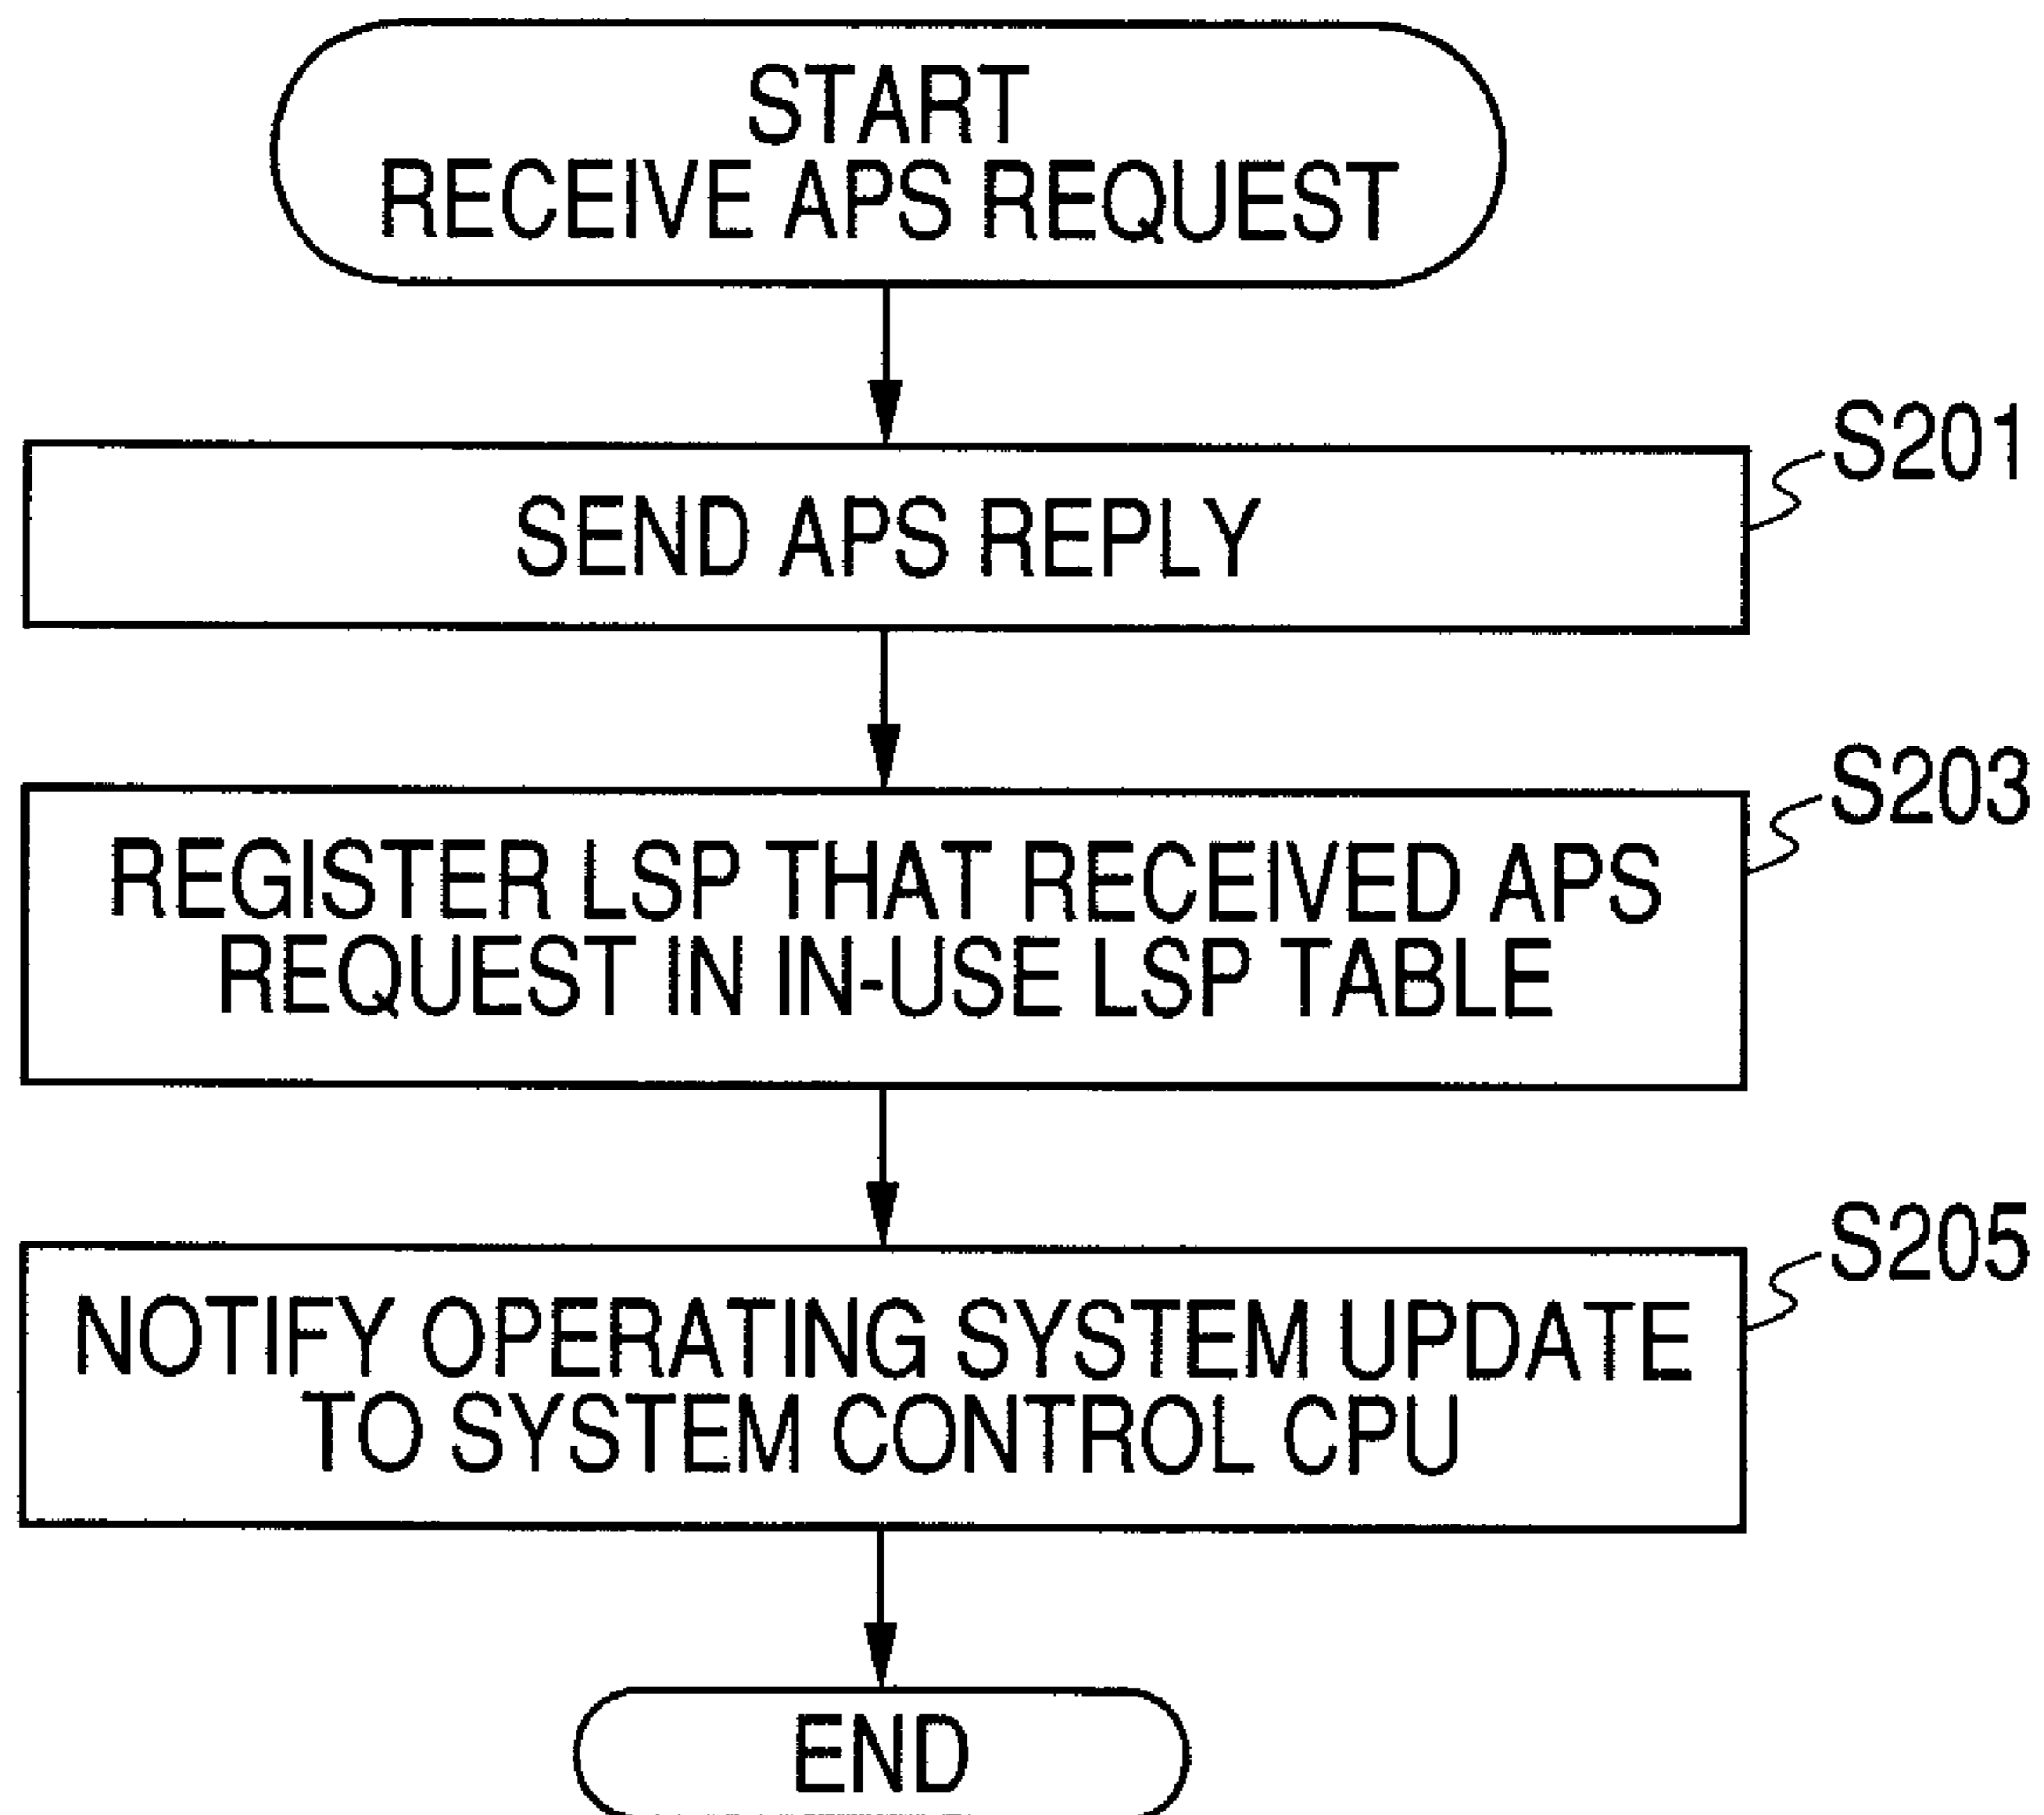 START
RECEIVE APS REQUEST
S201
SEND APS REPLY
S203
REGISTER LSP THAT RECEIVED APS
REQUEST IN IN-USE LSP TABLE
S205
NOTIFY OPERATING SYSTEM UPDATE
TO SYSTEM CONTROL CPU
END